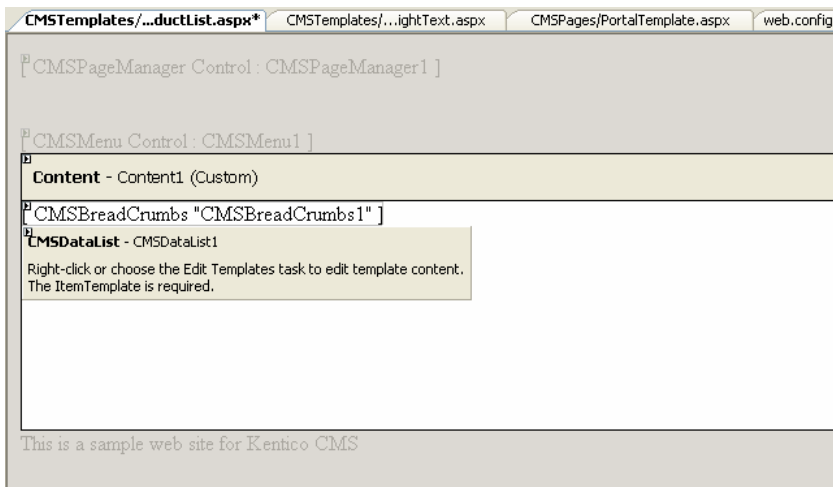 CMSTemplates/...ductList.aspx* CMSTemplates/...ightText.aspx CMSPages/PortalTemplate.aspx web.config
[ CMSPageManager Control : CMSPageManager1 ]
[ CMSMenu Control : CMSMenu1 ]
Content - Content1 (Custom)
[ CMSBreadCrumbs "CMSBreadCrumbs1" ]
CMSDataList - CMSDataList1
Right-click or choose the Edit Templates task to edit template content.
The ItemTemplate is required.
This is a sample web site for Kentico CMS